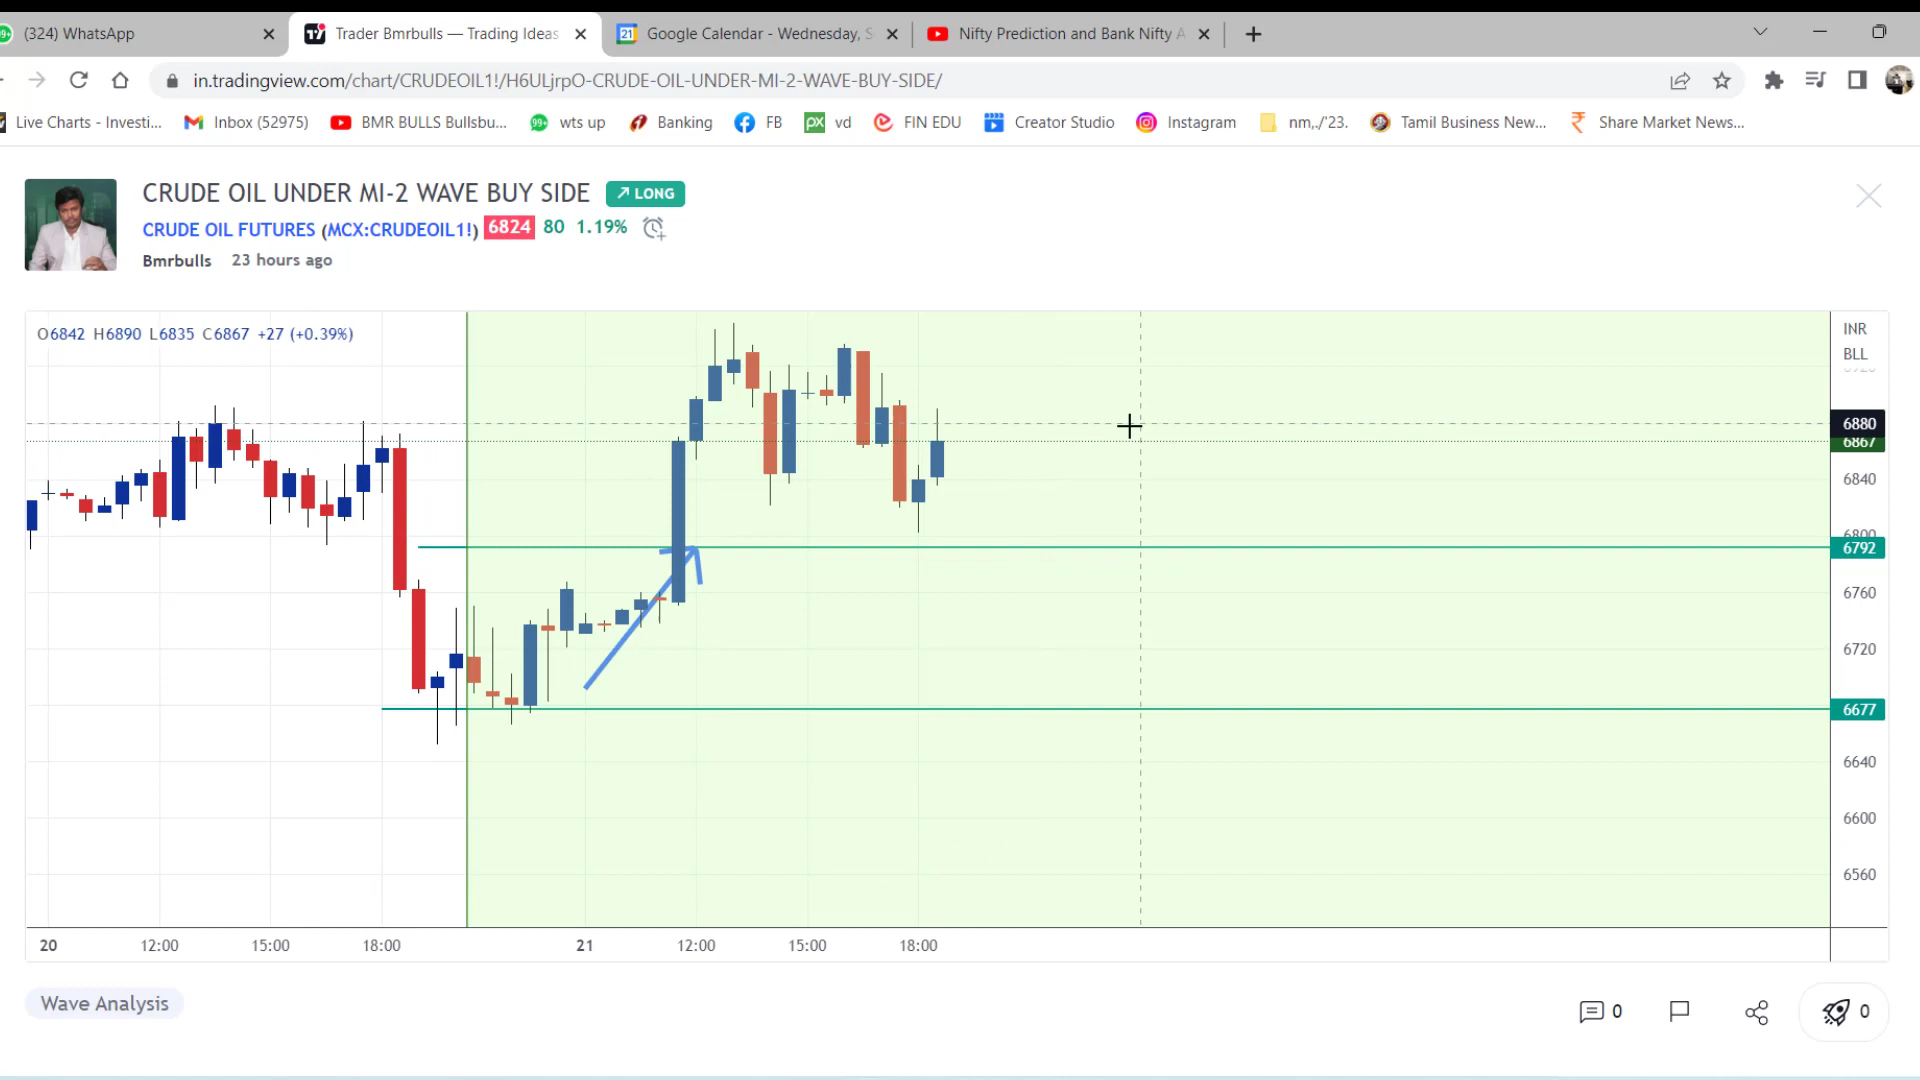 (324) WhatsApp
Trader Bmrbulls — Trading Ideas
Google Calendar - Wednesday, S
Nifty Prediction and Bank Nifty A
in.tradingview.com/chart/CRUDEOIL1!/H6ULjrpO-CRUDE-OIL-UNDER-MI-2-WAVE-BUY-SIDE/
Live Charts - Investi... Inbox (52975) BMR BULLS Bullsbu... wts up Banking FB vd FIN EDU Creator Studio Instagram nm,./'23. Tamil Business New... Share Market News...
CRUDE OIL UNDER MI-2 WAVE BUY SIDE LONG
CRUDE OIL FUTURES (MCX:CRUDEOIL1!) 6824 80 1.19%
Bmrbulls 23 hours ago
O6842 H6890 L6835 C6867 +27 (+0.39%)
INR
BLL
6880
6867
6840
6800
6792
6760
6720
6677
6640
6600
6560
20 12:00 15:00 18:00 21 12:00 15:00 18:00
Wave Analysis
0
0